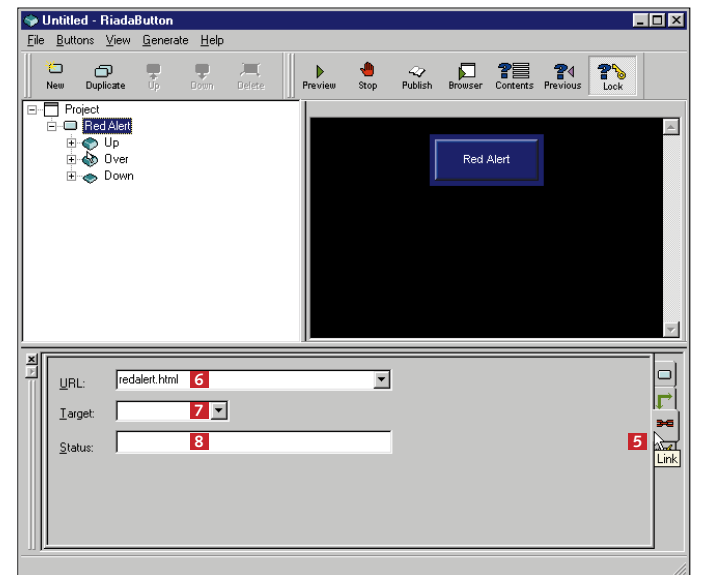 Untitled - RiadaButton
File Buttons View Generate Help
New Duplicate Up Down Delete Preview Stop Publish Browser Contents Previous Lock
Project
Red Alert
Up
Over
Down
Red Alert
URL: redalert.html 6
Target: 7
Status: 8
5
Link